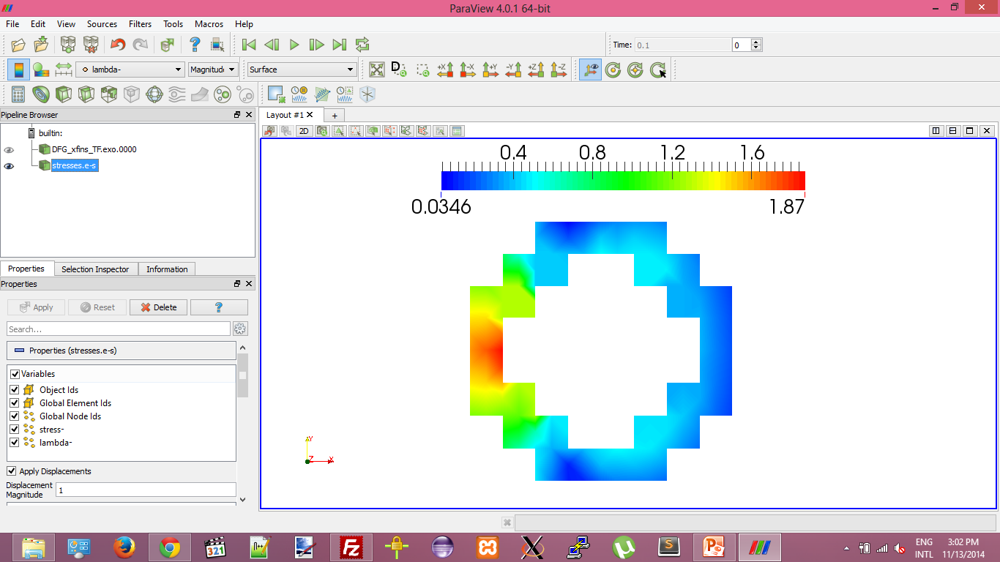 ParaView 4.0.1 64-bit
File Edit View Sources Filters Tools Macros Help
Time: 0.1 0
lambda- Magnitude Surface D +X -X +Y -Y +Z -Z
Pipeline Browser
builtin:
DFG_xfins_TF.exo.0000
stresses.e-s
Properties Selection Inspector Information
Properties
Apply Reset Delete ?
Search...
Properties (stresses.e-s)
Variables
Object Ids
Global Element Ids
Global Node Ids
stress-
lambda-
Apply Displacements
Displacement
Magnitude
1
Layout #1 +
2D
0.4 0.8 1.2 1.6
0.0346 1.87
Y
Z X
321
N++
Fz
S
P
ENG
INTL
3:02 PM
11/13/2014